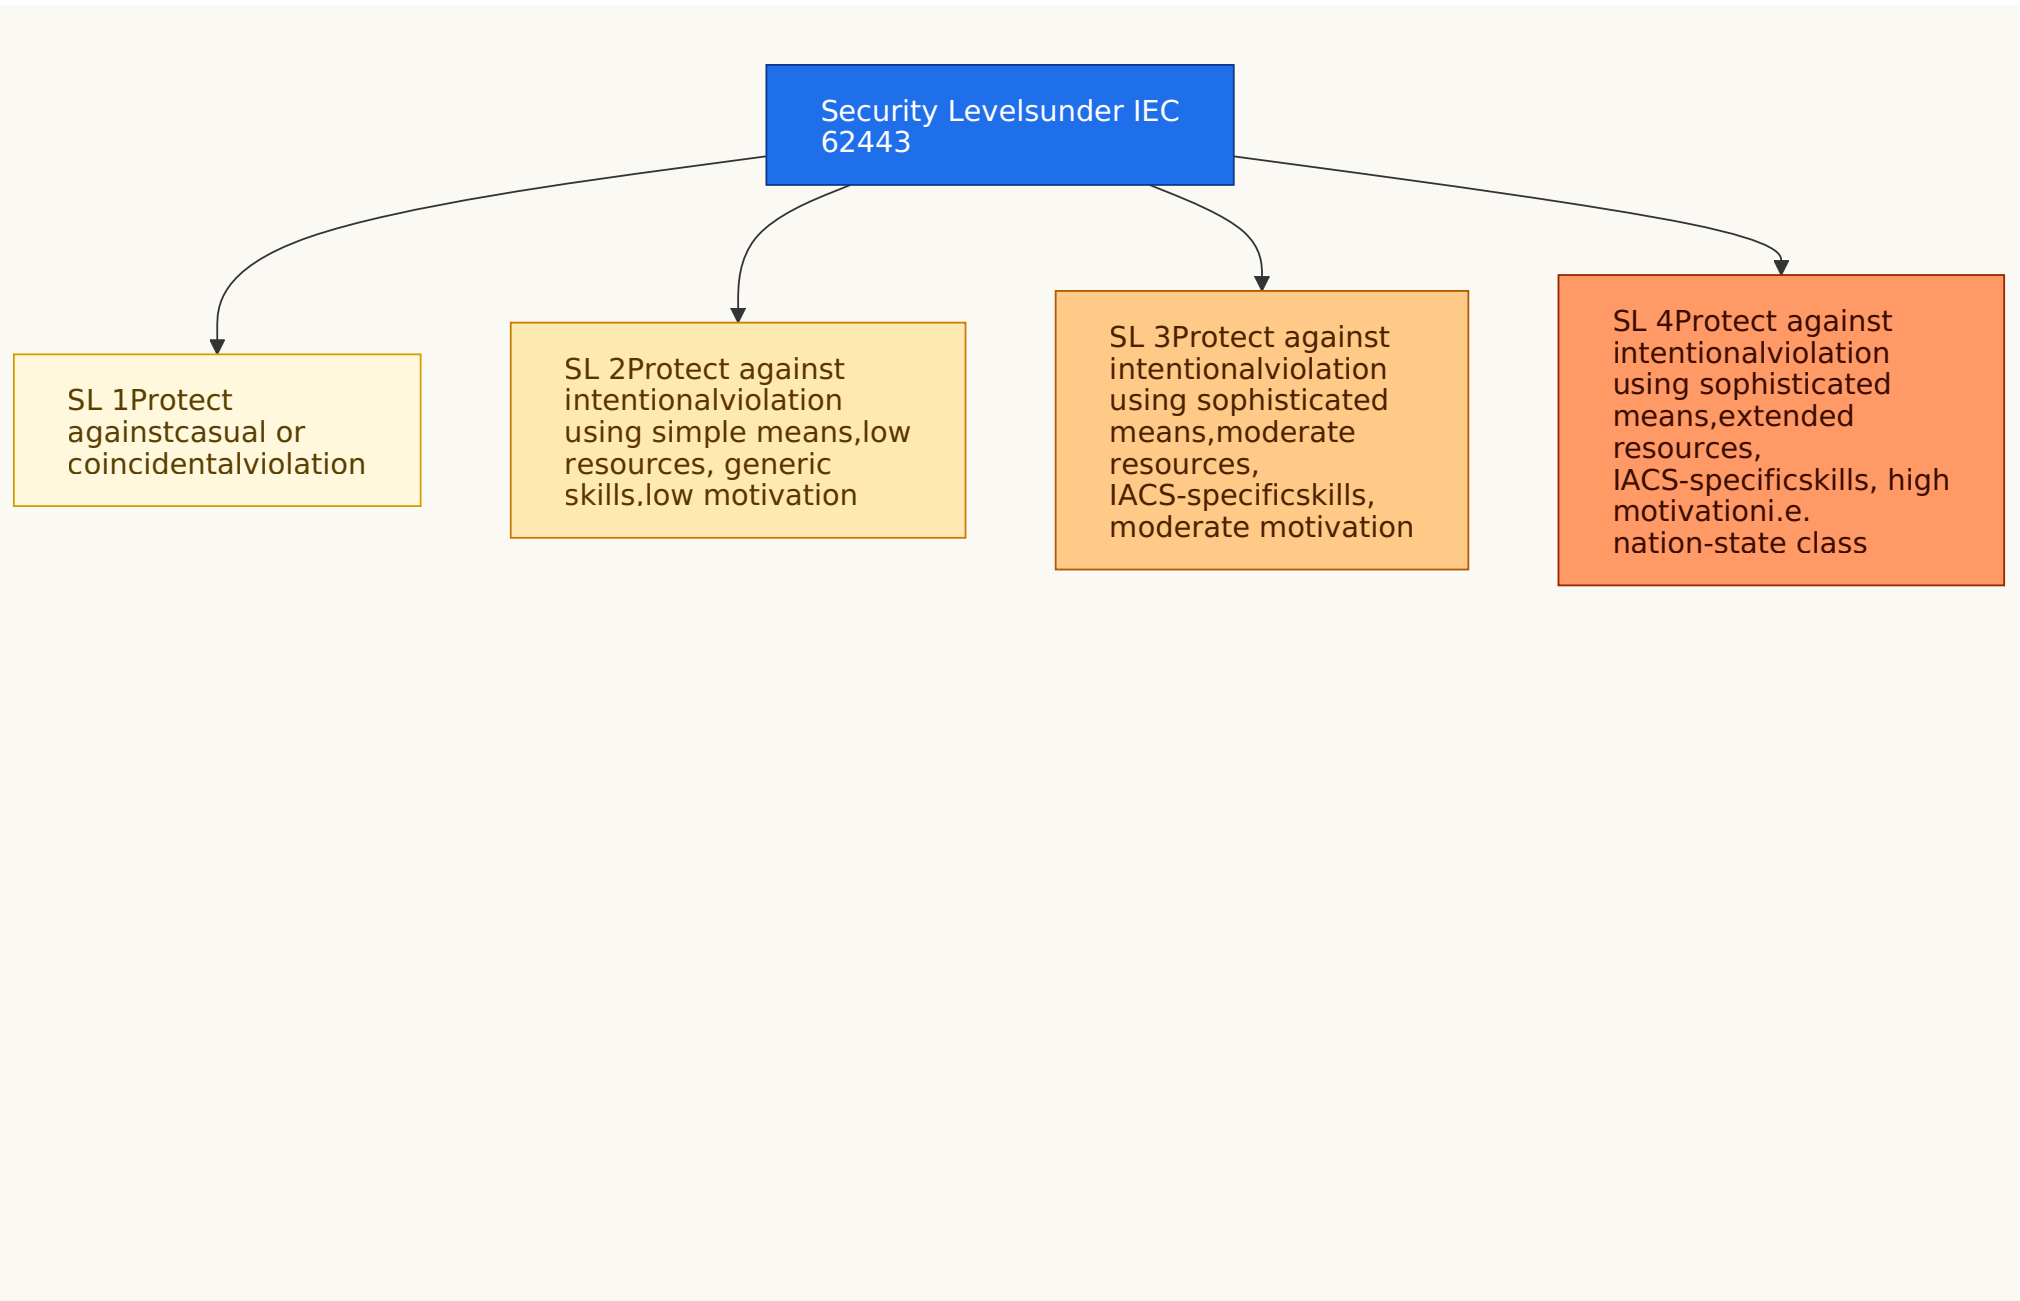 Security Levelsunder IEC
62443
SL 1Protect
againstcasual or
coincidentalviolation
SL 2Protect against
intentionalviolation
using simple means,low
resources, generic
skills,low motivation
SL 3Protect against
intentionalviolation
using sophisticated
means,moderate
resources,
IACS-specificskills,
moderate motivation
SL 4Protect against
intentionalviolation
using sophisticated
means,extended
resources,
IACS-specificskills, high
motivationi.e.
nation-state class